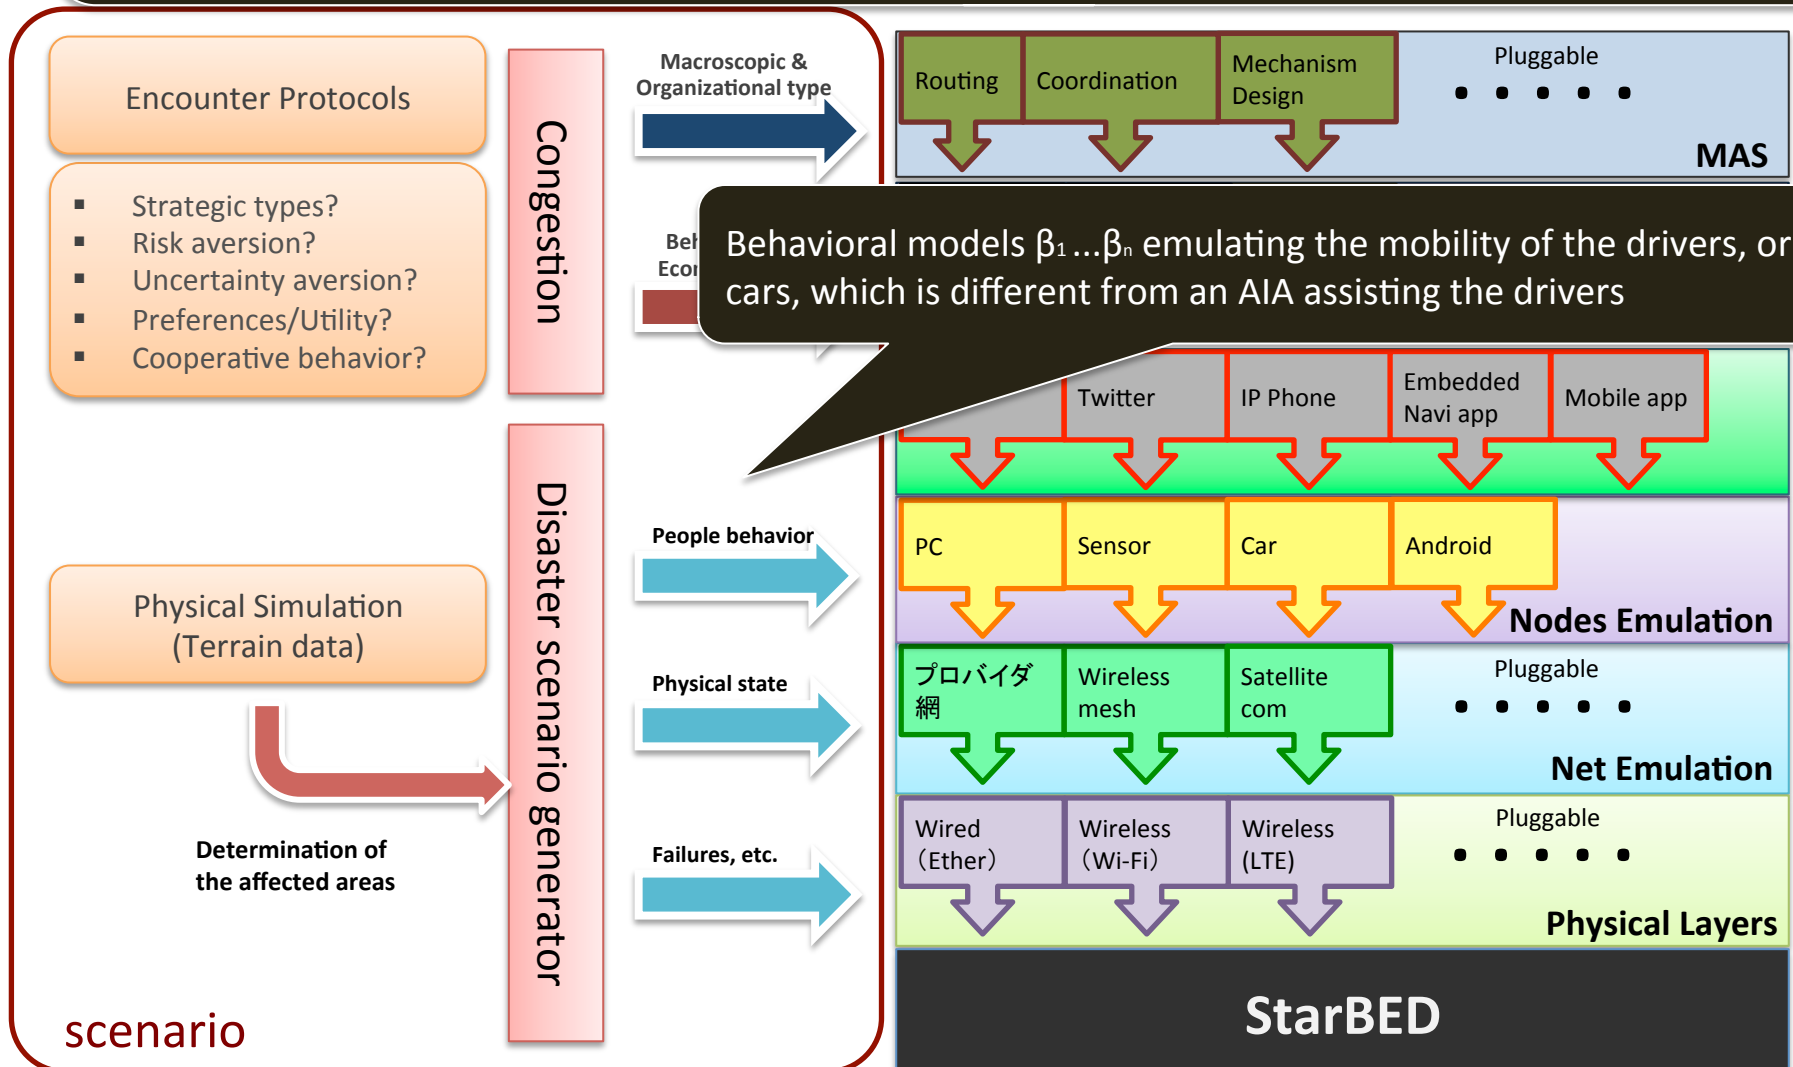 Encounter Protocols
▪ Strategic types?
▪ Risk aversion?
▪ Uncertainty aversion?
▪ Preferences/Utility?
▪ Cooperative behavior?
Physical Simulation
(Terrain data)
Determination of
the affected areas
scenario
Congestion
Disaster scenario generator
Macroscopic &
Organizational type
People behavior
Physical state
Failures, etc.
Behavioral models β₁...βₙ emulating the mobility of the drivers, or
cars, which is different from an AIA assisting the drivers
Routing
Coordination
Mechanism
Design
Pluggable
MAS
Twitter
IP Phone
Embedded
Navi app
Mobile app
PC
Sensor
Car
Android
Nodes Emulation
プロバイダ
網
Wireless
mesh
Satellite
com
Pluggable
Net Emulation
Wired
（Ether）
Wireless
（Wi-Fi）
Wireless
(LTE)
Pluggable
Physical Layers
StarBED